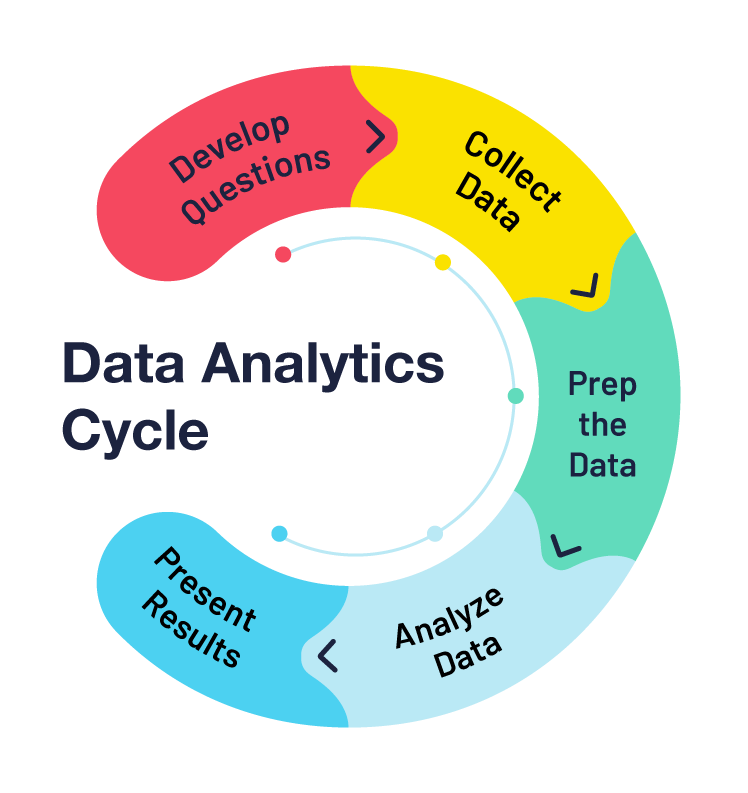 Develop
Questions
Collect
Data
Prep
the
Data
Analyze
Data
Present
Results
Data Analytics
Cycle